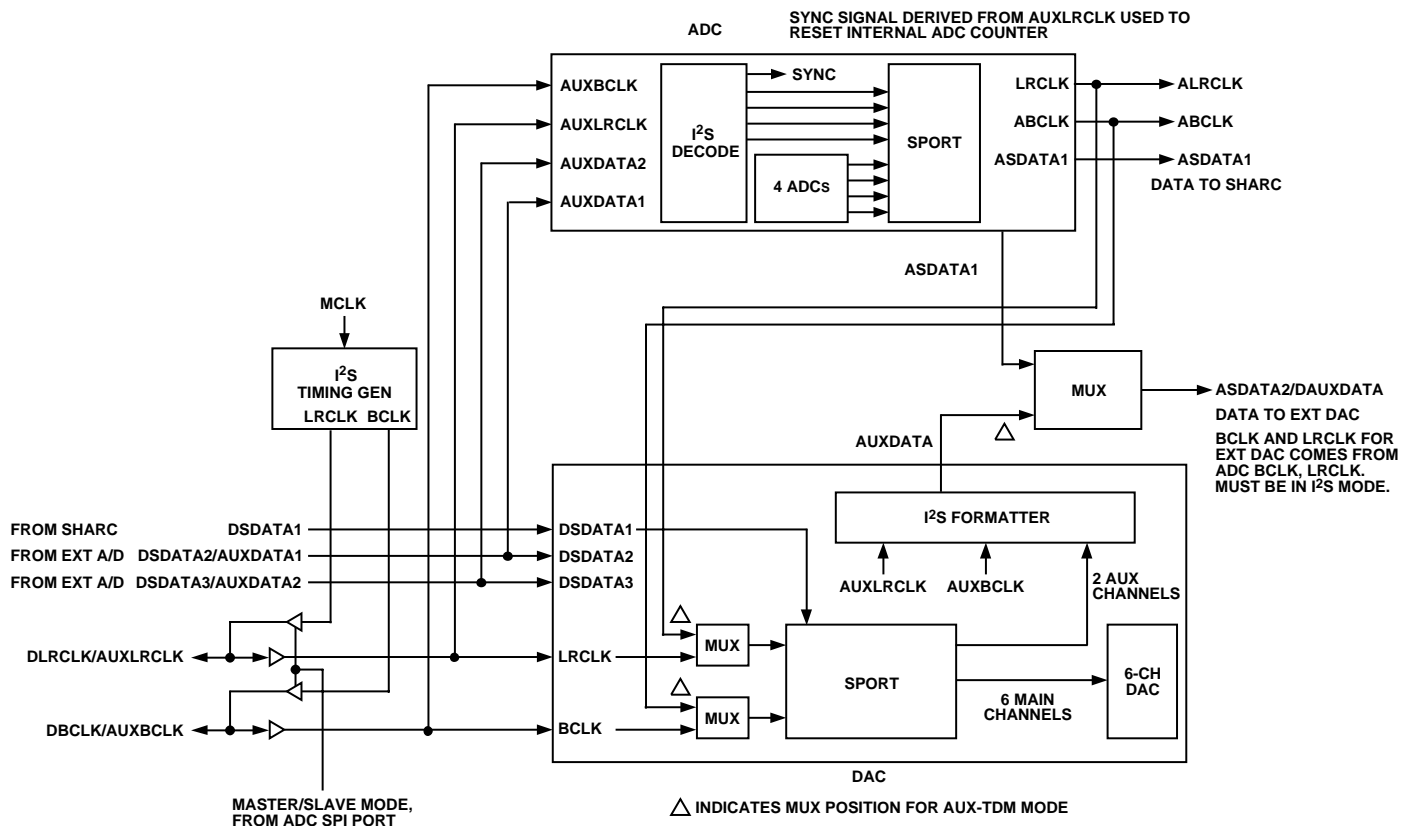 SYNC SIGNAL DERIVED FROM AUXLRCLK USED TO
RESET INTERNAL ADC COUNTER
ADC
AUXBCLK
AUXLRCLK
AUXDATA2
AUXDATA1
I²S
DECODE
SYNC
4 ADCs
SPORT
LRCLK
ABCLK
ASDATA1
ALRCLK
ABCLK
ASDATA1
DATA TO SHARC
ASDATA1
MCLK
I²S
TIMING GEN
LRCLK BCLK
MUX
ASDATA2/DAUXDATA
DATA TO EXT DAC
BCLK AND LRCLK FOR
EXT DAC COMES FROM
ADC BCLK, LRCLK.
MUST BE IN I²S MODE.
AUXDATA
△
FROM SHARC DSDATA1
FROM EXT A/D DSDATA2/AUXDATA1
FROM EXT A/D DSDATA3/AUXDATA2
DLRCLK/AUXLRCLK
DBCLK/AUXBCLK
MASTER/SLAVE MODE,
FROM ADC SPI PORT
DSDATA1
DSDATA2
DSDATA3
LRCLK
BCLK
I²S FORMATTER
AUXLRCLK
AUXBCLK
2 AUX
CHANNELS
△
MUX
△
MUX
SPORT
6 MAIN
CHANNELS
6-CH
DAC
DAC
△ INDICATES MUX POSITION FOR AUX-TDM MODE